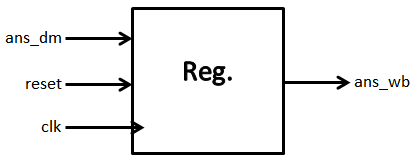 ans_dm
reset
clk
Reg.
ans_wb